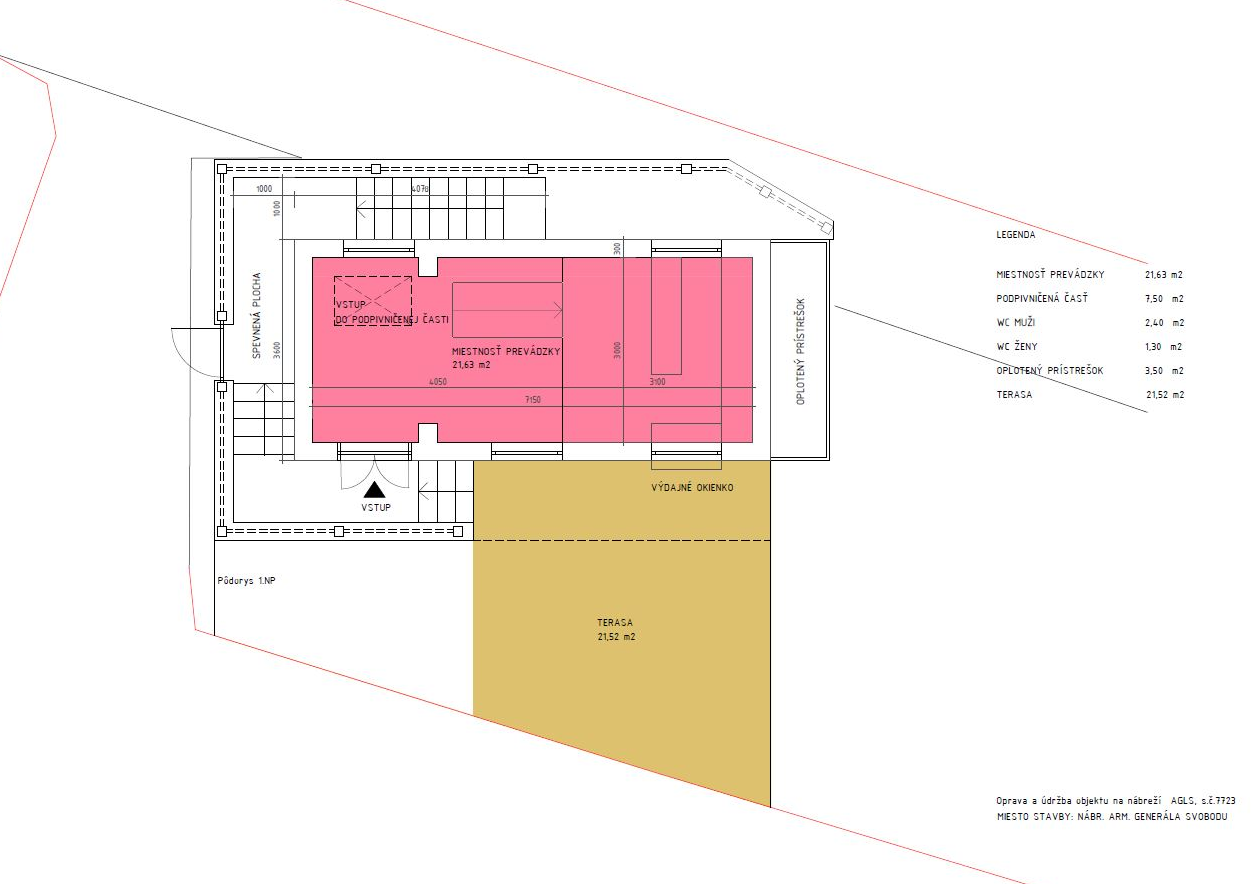 1000
4070
1000
300
SPEVNENÁ PLOCHA
3600
VSTUP
DO PODPIVNIČENEJ ČASTI
MIESTNOSŤ PREVÁDZKY
21,63 m2
3000
4050
3100
7150
OPLOTENÝ PRÍSTREŠOK
VÝDAJNÉ OKIENKO
VSTUP
Pôdorys 1.NP
TERASA
21,52 m2
LEGENDA
MIESTNOSŤ PREVÁDZKY 21,63 m2
PODPIVNIČENÁ ČASŤ 7,50 m2
WC MUŽI 2,40 m2
WC ŽENY 1,30 m2
OPLOTENÝ PRÍSTREŠOK 3,50 m2
TERASA 21,52 m2
Oprava a údržba objektu na nábreží AGLS, s.č.7723
MIESTO STAVBY: NÁBR. ARM. GENERÁLA SVOBODU